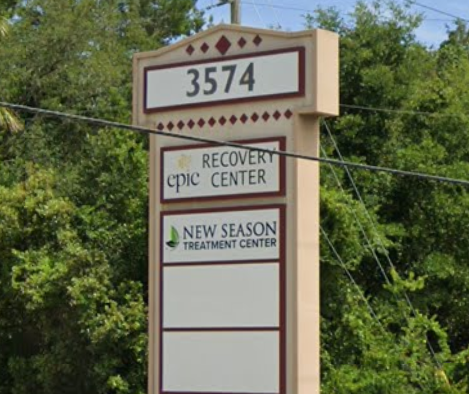 3574
epic RECOVERY
CENTER
NEW SEASON
TREATMENT CENTER